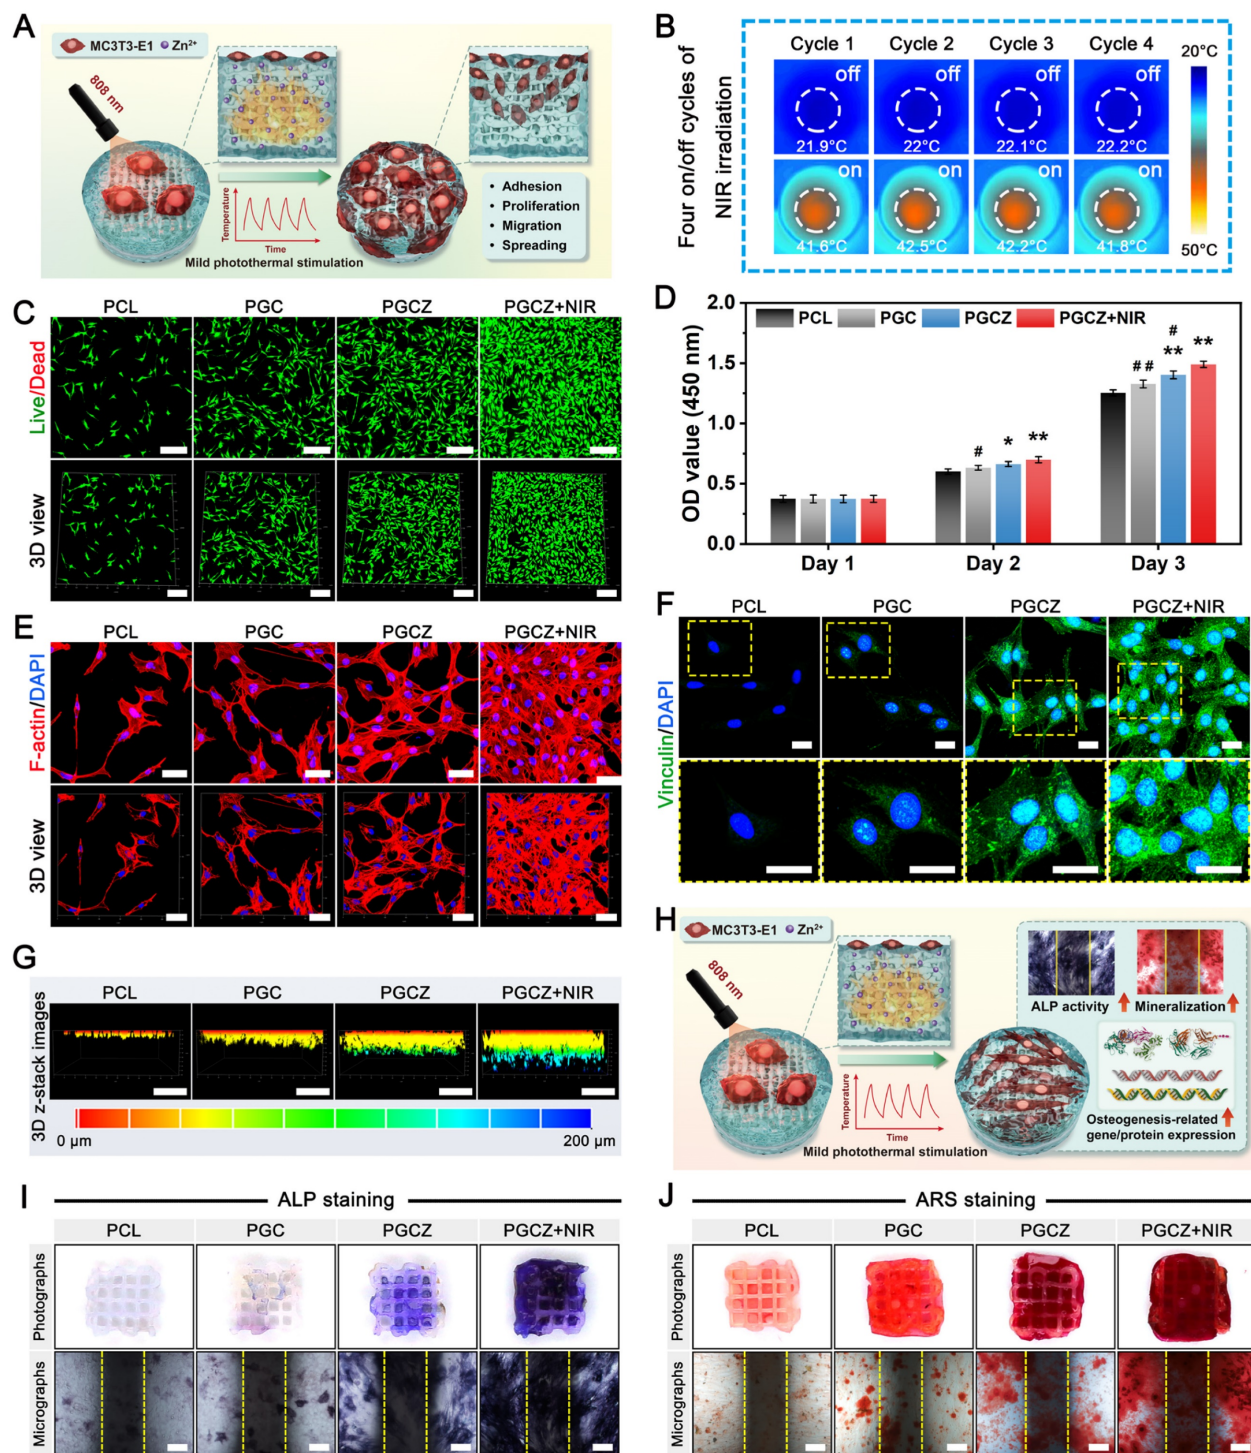 A
MC3T3-E1 Zn²⁺
808 nm
Temperature
Time
Mild photothermal stimulation
• Adhesion
• Proliferation
• Migration
• Spreading
B
Four on/off cycles of
NIR irradiation
Cycle 1 Cycle 2 Cycle 3 Cycle 4
off off off off
21.9°C 22°C 22.1°C 22.2°C
on on on on
41.6°C 42.5°C 42.2°C 41.8°C
20°C
50°C
C
PCL PGC PGCZ PGCZ+NIR
Live/Dead
3D view
D
OD value (450 nm)
2.0
1.5
1.0
0.5
0.0
PCL PGC PGCZ PGCZ+NIR
# * **
## # ** **
Day 1 Day 2 Day 3
E
PCL PGC PGCZ PGCZ+NIR
F-actin/DAPI
3D view
F
PCL PGC PGCZ PGCZ+NIR
Vinculin/DAPI
G
3D z-stack images
PCL PGC PGCZ PGCZ+NIR
0 μm 200 μm
H
MC3T3-E1 Zn²⁺
808 nm
Temperature
Time
Mild photothermal stimulation
ALP activity Mineralization
Osteogenesis-related
gene/protein expression
I
ALP staining
PCL PGC PGCZ PGCZ+NIR
Photographs
Micrographs
J
ARS staining
PCL PGC PGCZ PGCZ+NIR
Photographs
Micrographs